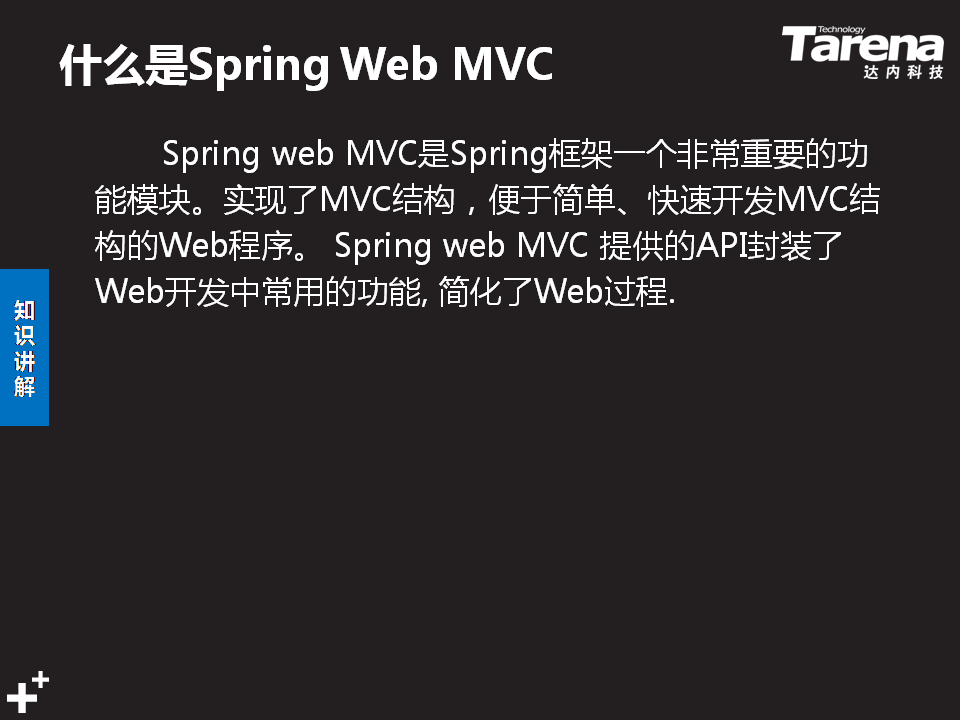 什么是Spring Web MVC
Technology
Tarena
达内科技
Spring web MVC是Spring框架一个非常重要的功
能模块。实现了MVC结构，便于简单、快速开发MVC结
构的Web程序。 Spring web MVC 提供的API封装了
Web开发中常用的功能, 简化了Web过程.
知
识
讲
解